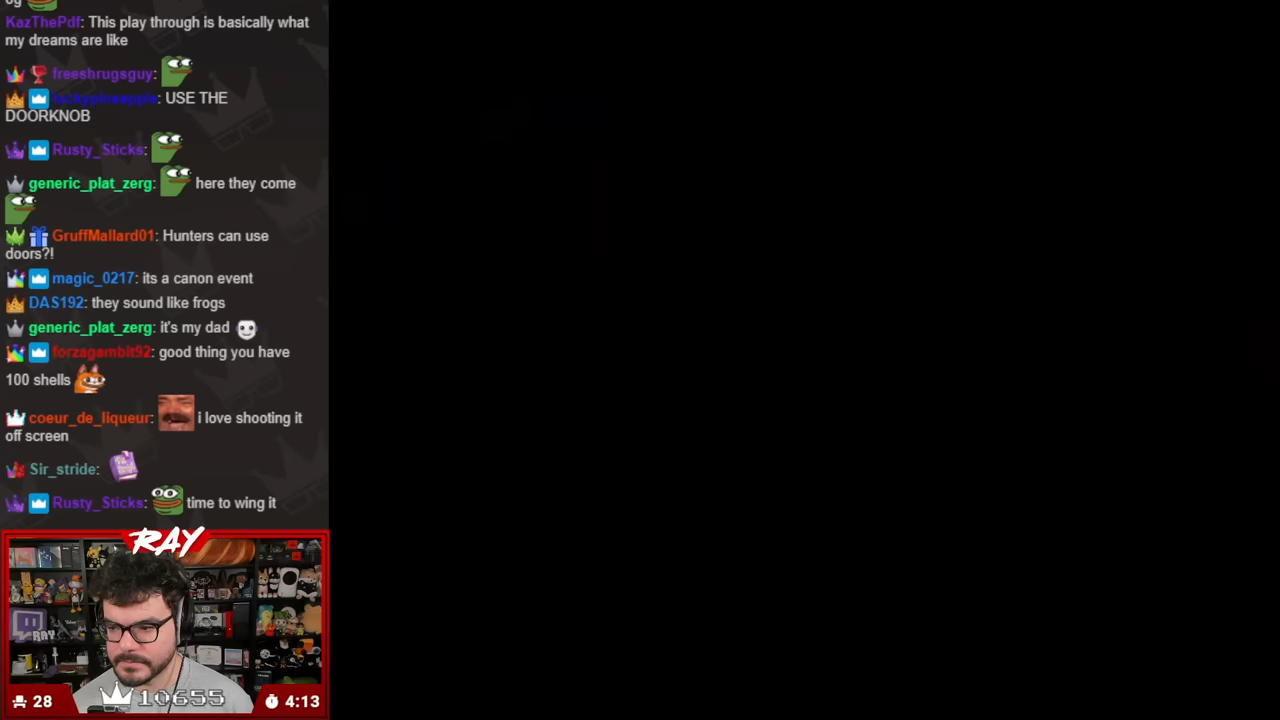 KazThePdf: This play through is basically what
my dreams are like
freeshrugsguy:
luckypineapple: USE THE
DOORKNOB
Rusty_Sticks:
generic_plat_zerg: here they come
GruffMallard01: Hunters can use
doors?!
magic_0217: its a canon event
DAS192: they sound like frogs
generic_plat_zerg: it's my dad
forzagambit92: good thing you have
100 shells
coeur_de_liqueur: i love shooting it
off screen
Sir_stride:
Rusty_Sticks: time to wing it
RAY
RAY
28
10655
4:13